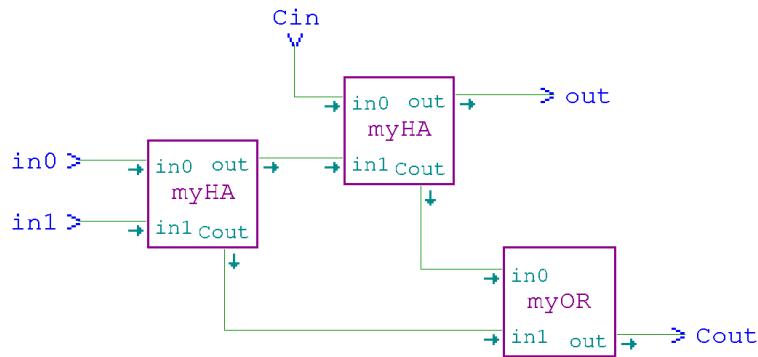 Cin
in0 out
myHA
in1 Cout
out
in0
in1
in0 out
myHA
in1 Cout
in0
myOR
in1 out
Cout